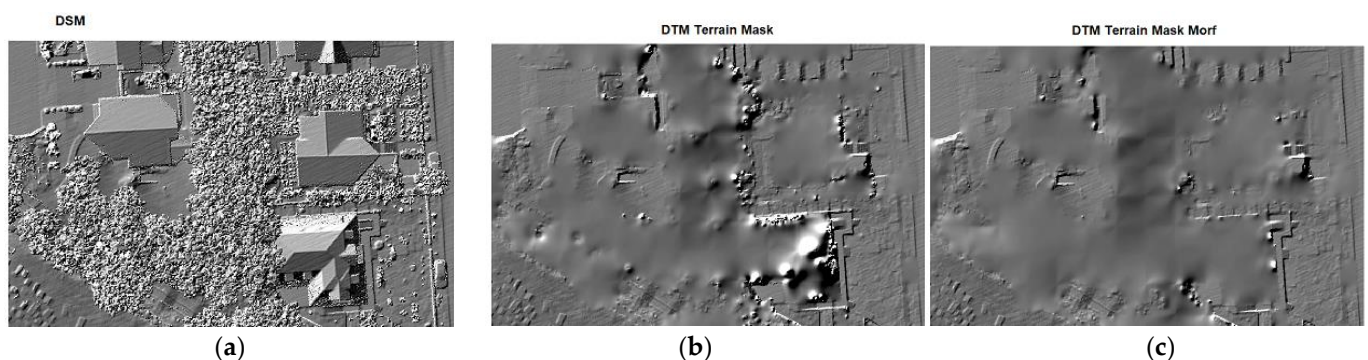 DSM
DTM Terrain Mask
DTM Terrain Mask Morf
(a)
(b)
(c)